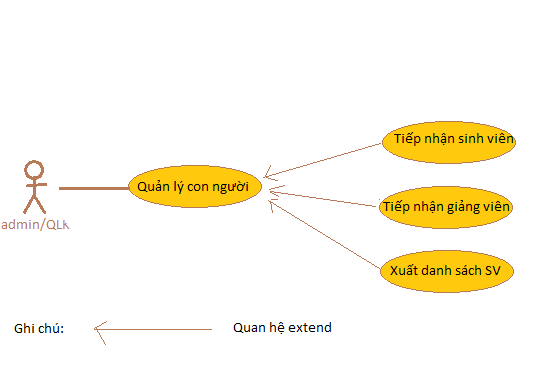 Tiếp nhận sinh viên
Quản lý con người
Tiếp nhận giảng viên
admin/QLK
Xuất danh sách SV
Ghi chú:
Quan hệ extend